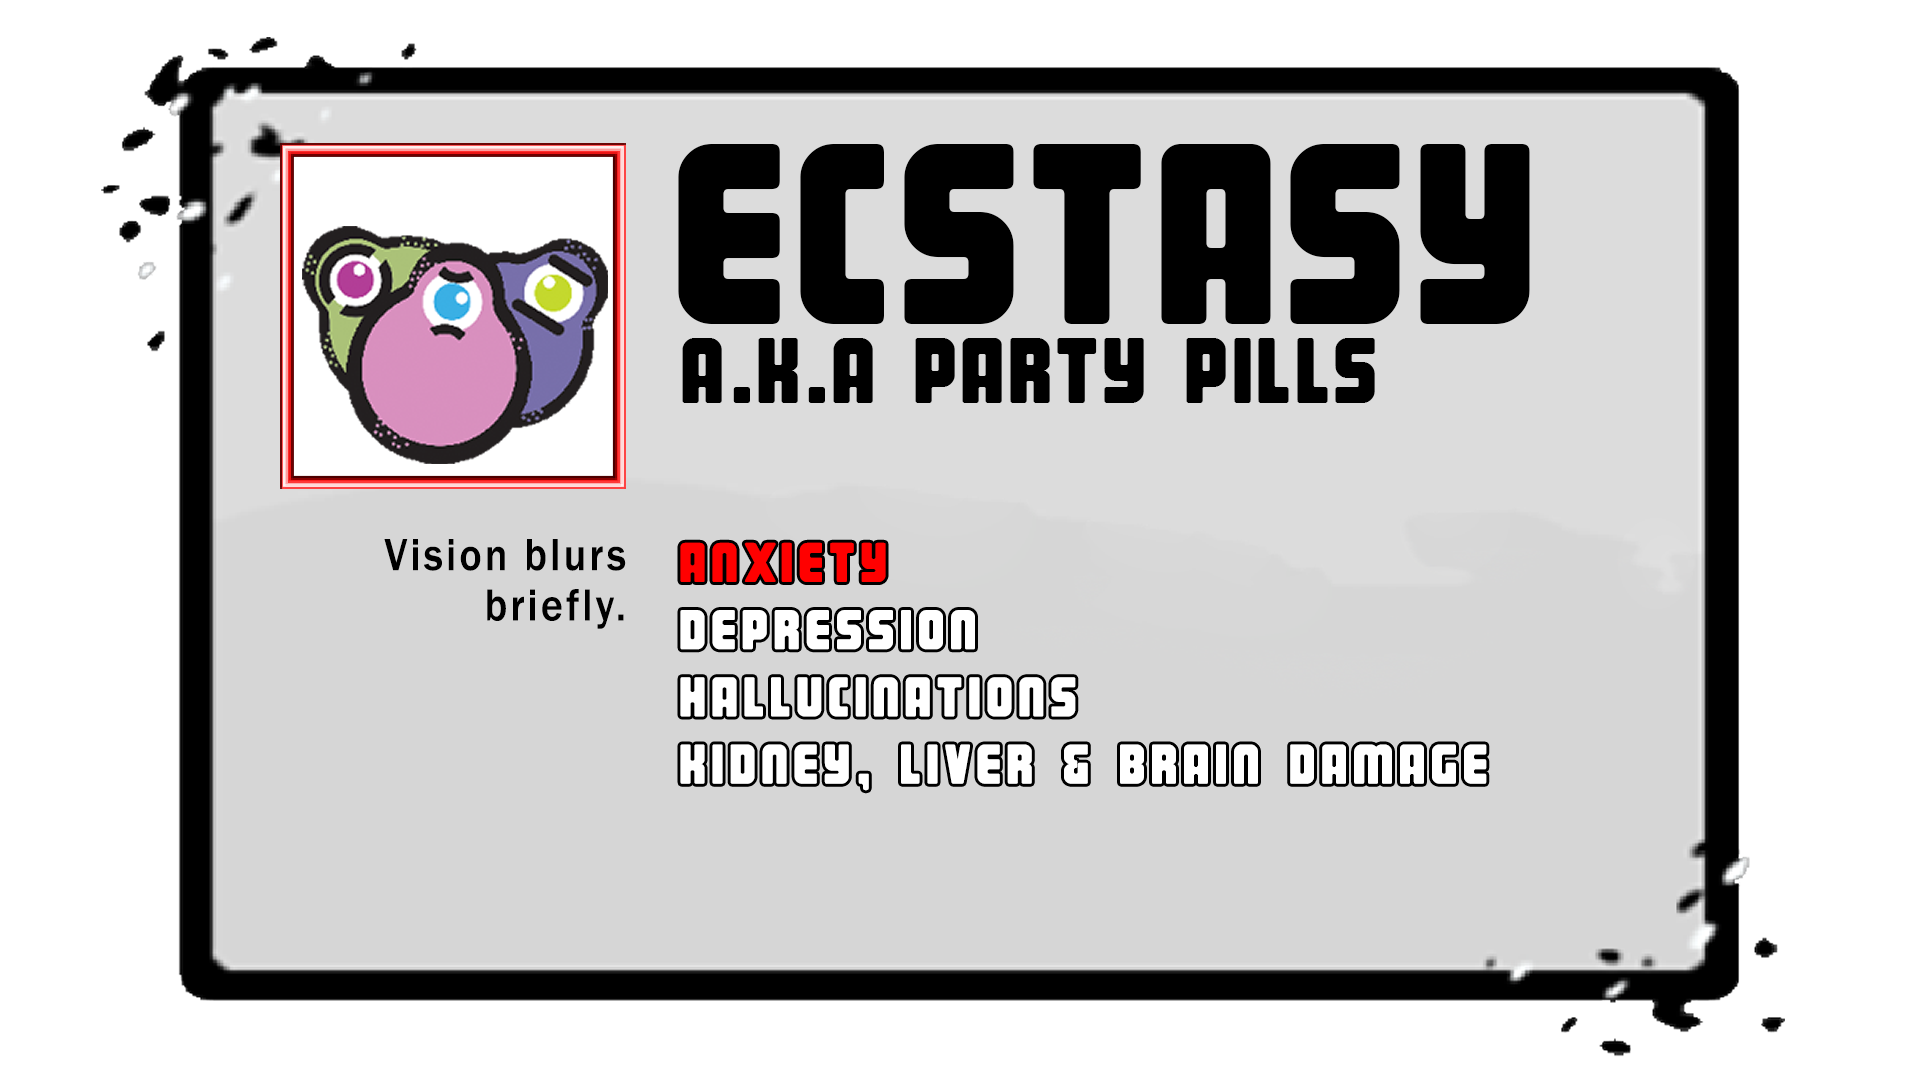 ECSTASY
A.K.A PARTY PILLS
Vision blurs
briefly.
ANXIETY
DEPRESSION
HALLUCINATIONS
KIDNEY, LIVER & BRAIN DAMAGE